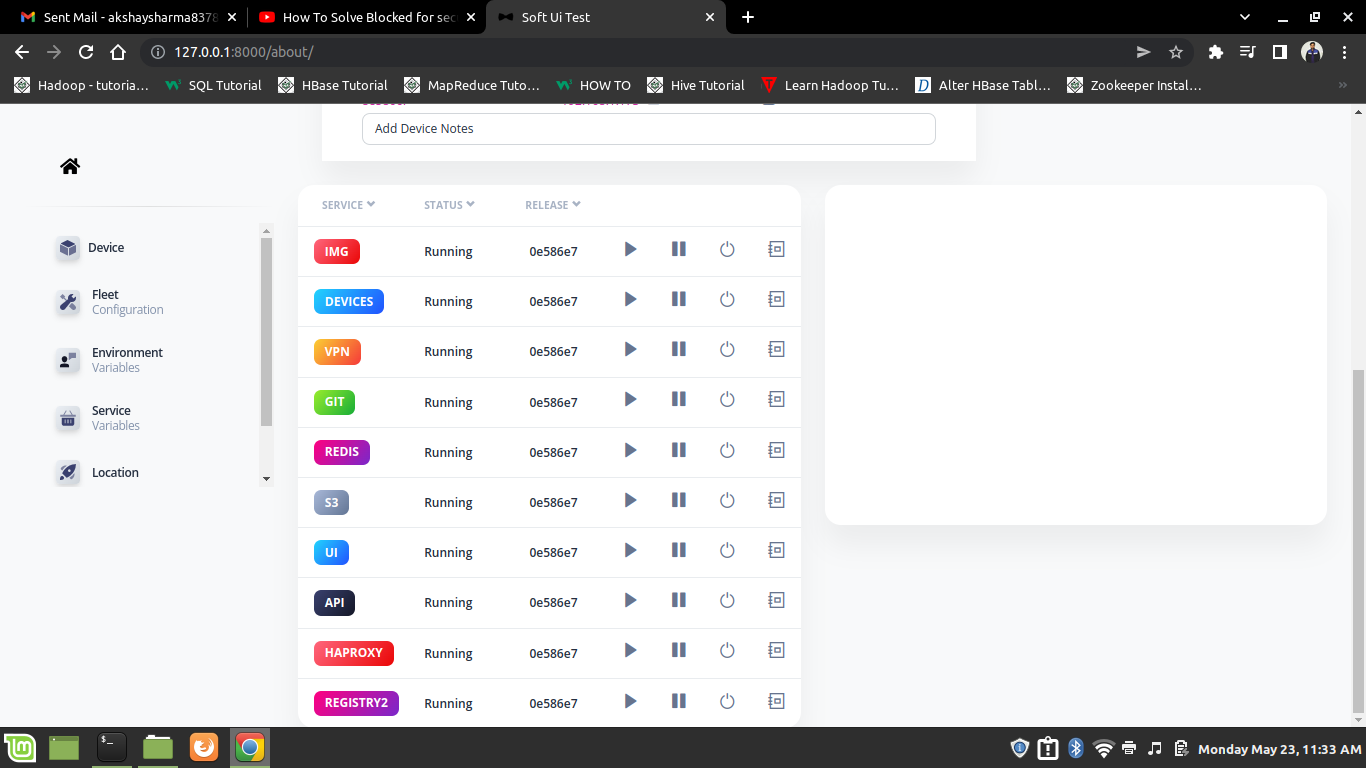 Sent Mail - akshaysharma8378
How To Solve Blocked for sec
Soft Ui Test
127.0.0.1:8000/about/
Hadoop - tutoria…
SQL Tutorial
HBase Tutorial
MapReduce Tuto…
HOW TO
Hive Tutorial
Learn Hadoop Tu…
Alter HBase Tabl…
Zookeeper Instal…
»
Add Device Notes
Device
Fleet
Configuration
Environment
Variables
Service
Variables
Location
SERVICE STATUS RELEASE
IMG Running 0e586e7
DEVICES Running 0e586e7
VPN Running 0e586e7
GIT Running 0e586e7
REDIS Running 0e586e7
S3 Running 0e586e7
UI Running 0e586e7
API Running 0e586e7
HAPROXY Running 0e586e7
REGISTRY2 Running 0e586e7
Monday May 23, 11:33 AM